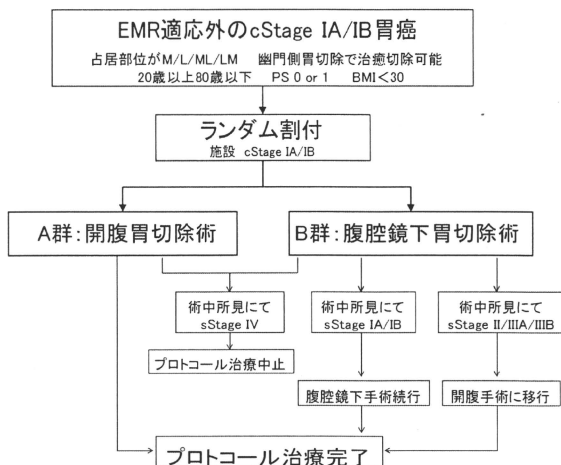 EMR適応外のcStage IA/IB胃癌
占居部位がM/L/ML/LM 幽門側胃切除で治癒切除可能
20歳以上80歳以下 PS 0 or 1 BMI<30
ランダム割付
施設 cStage IA/IB
A群:開腹胃切除術
B群:腹腔鏡下胃切除術
術中所見にて
sStage IV
術中所見にて
sStage IA/IB
術中所見にて
sStage II/IIIA/IIIB
プロトコール治療中止
腹腔鏡下手術続行
開腹手術に移行
プロトコール治療完了